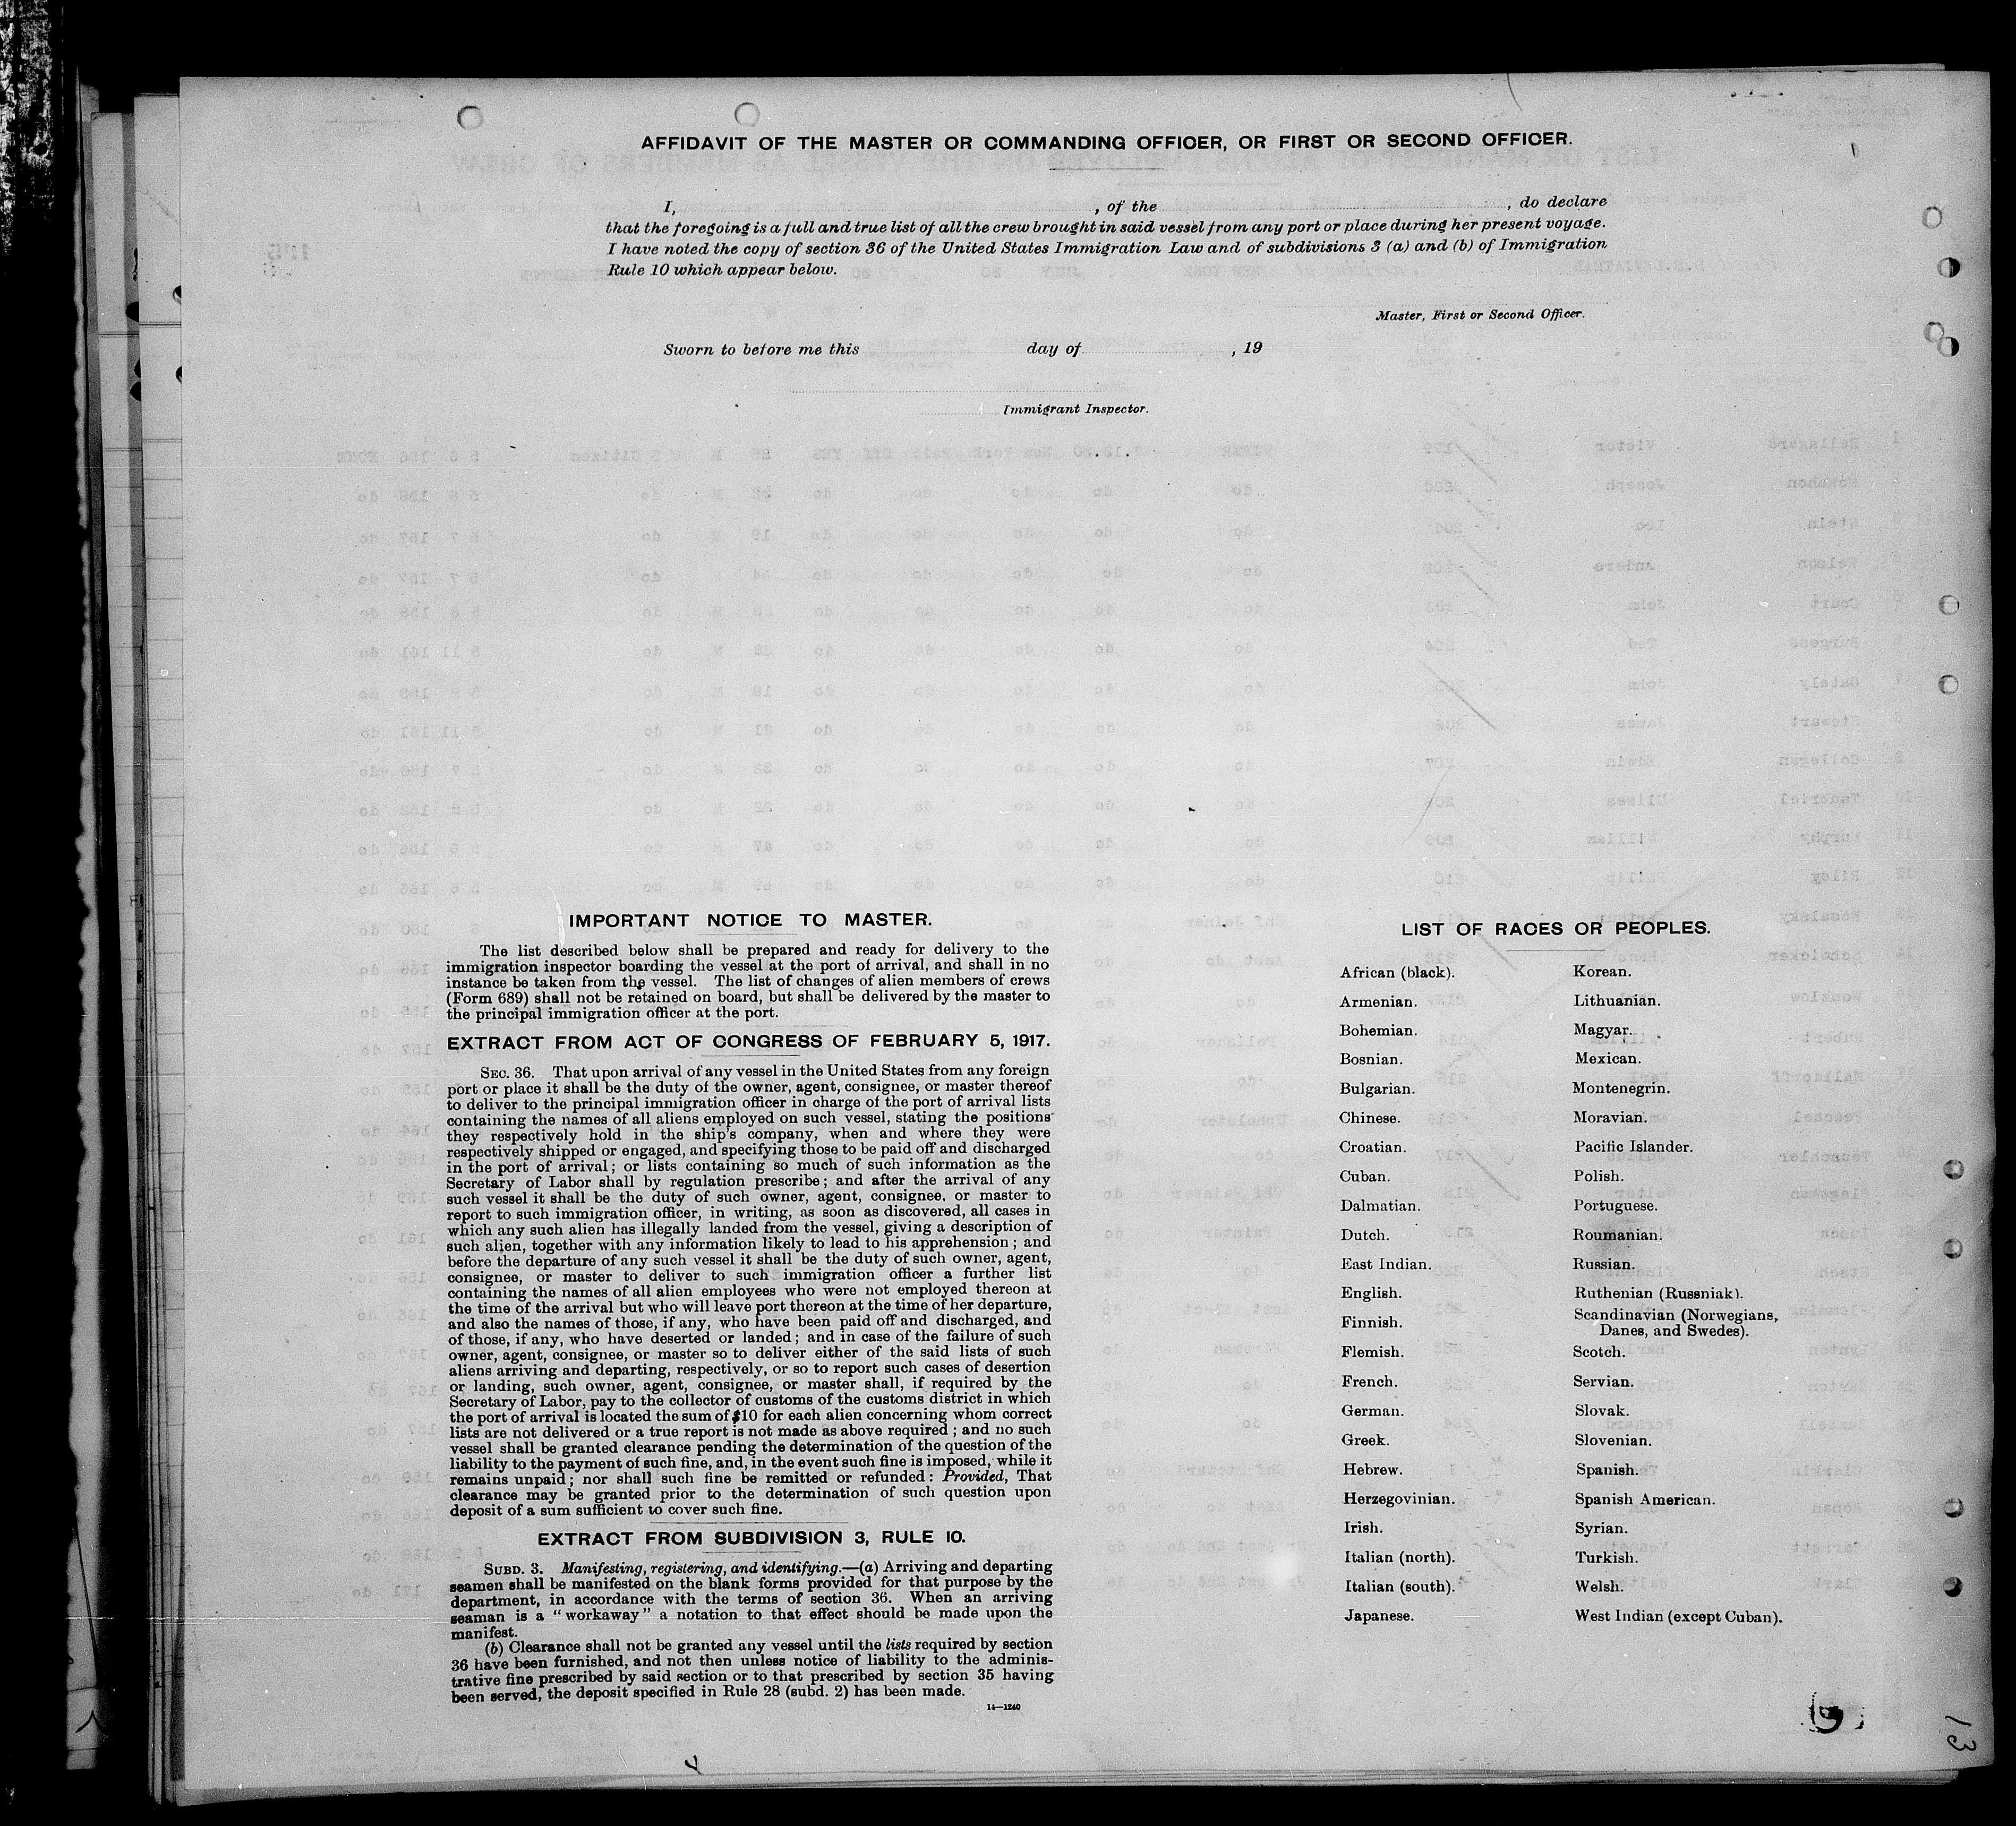 AFFIDAVIT OF THE MASTER OR COMMANDING OFFICER, OR FIRST OR SECOND OFFICER.
I, , of the , do declare
that the foregoing is a full and true list of all the crew brought in said vessel from any port or place during her present voyage.
I have noted the copy of section 36 of the United States Immigration Law and of subdivisions 3 (a) and (b) of Immigration
Rule 10 which appear below.
Master, First or Second Officer.
Sworn to before me this day of , 19
Immigrant Inspector.
IMPORTANT NOTICE TO MASTER.
The list described below shall be prepared and ready for delivery to the
immigration inspector boarding the vessel at the port of arrival, and shall in no
instance be taken from the vessel. The list of changes of alien members of crews
(Form 689) shall not be retained on board, but shall be delivered by the master to
the principal immigration officer at the port.
EXTRACT FROM ACT OF CONGRESS OF FEBRUARY 5, 1917.
SEC. 36. That upon arrival of any vessel in the United States from any foreign
port or place it shall be the duty of the owner, agent, consignee, or master thereof
to deliver to the principal immigration officer in charge of the port of arrival lists
containing the names of all aliens employed on such vessel, stating the positions
they respectively hold in the ship's company, when and where they were
respectively shipped or engaged, and specifying those to be paid off and discharged
in the port of arrival; or lists containing so much of such information as the
Secretary of Labor shall by regulation prescribe; and after the arrival of any
such vessel it shall be the duty of such owner, agent, consignee, or master to
report to such immigration officer, in writing, as soon as discovered, all cases in
which any such alien has illegally landed from the vessel, giving a description of
such alien, together with any information likely to lead to his apprehension; and
before the departure of any such vessel it shall be the duty of such owner, agent,
consignee, or master to deliver to such immigration officer a further list
containing the names of all alien employees who were not employed thereon at
the time of the arrival but who will leave port thereon at the time of her departure,
and also the names of those, if any, who have been paid off and discharged, and
of those, if any, who have deserted or landed; and in case of the failure of such
owner, agent, consignee, or master so to deliver either of the said lists of such
aliens arriving and departing, respectively, or so to report such cases of desertion
or landing, such owner, agent, consignee, or master shall, if required by the
Secretary of Labor, pay to the collector of customs of the customs district in which
the port of arrival is located the sum of $10 for each alien concerning whom correct
lists are not delivered or a true report is not made as above required; and no such
vessel shall be granted clearance pending the determination of the question of the
liability to the payment of such fine, and, in the event such fine is imposed, while it
remains unpaid; nor shall such fine be remitted or refunded: Provided, That
clearance may be granted prior to the determination of such question upon
deposit of a sum sufficient to cover such fine.
EXTRACT FROM SUBDIVISION 3, RULE 10.
SUBD. 3. Manifesting, registering, and identifying.—(a) Arriving and departing
seamen shall be manifested on the blank forms provided for that purpose by the
department, in accordance with the terms of section 36. When an arriving
seaman is a "workaway" a notation to that effect should be made upon the
manifest.
(b) Clearance shall not be granted any vessel until the lists required by section
36 have been furnished, and not then unless notice of liability to the adminis-
trative fine prescribed by said section or to that prescribed by section 35 having
been served, the deposit specified in Rule 28 (subd. 2) has been made.
14—1240
LIST OF RACES OR PEOPLES.
African (black).
Armenian.
Bohemian.
Bosnian.
Bulgarian.
Chinese.
Croatian.
Cuban.
Dalmatian.
Dutch.
East Indian.
English.
Finnish.
Flemish.
French.
German.
Greek.
Hebrew.
Herzegovinian.
Irish.
Italian (north).
Italian (south).
Japanese.
Korean.
Lithuanian.
Magyar.
Mexican.
Montenegrin.
Moravian.
Pacific Islander.
Polish.
Portuguese.
Roumanian.
Russian.
Ruthenian (Russniak).
Scandinavian (Norwegians,
Danes, and Swedes).
Scotch.
Servian.
Slovak.
Slovenian.
Spanish.
Spanish American.
Syrian.
Turkish.
Welsh.
West Indian (except Cuban).
13